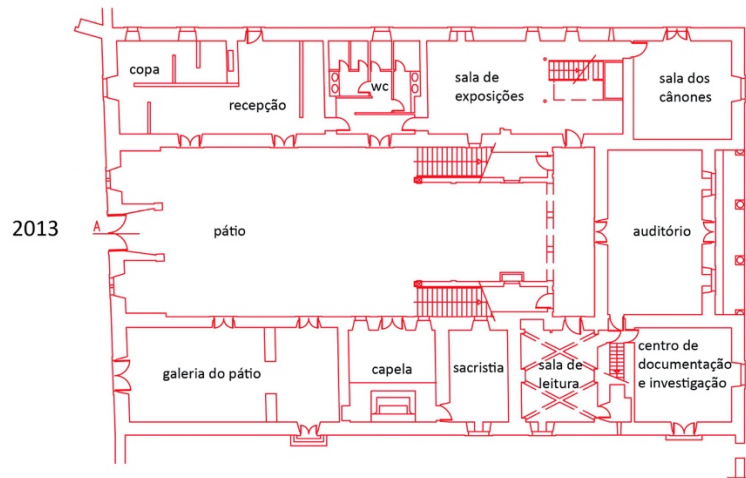 copa
recepção
wc
sala de
exposições
sala dos
cânones
2013
A
pátio
auditório
galeria do pátio
capela
sacristia
sala de
leitura
centro de
documentação
e investigação